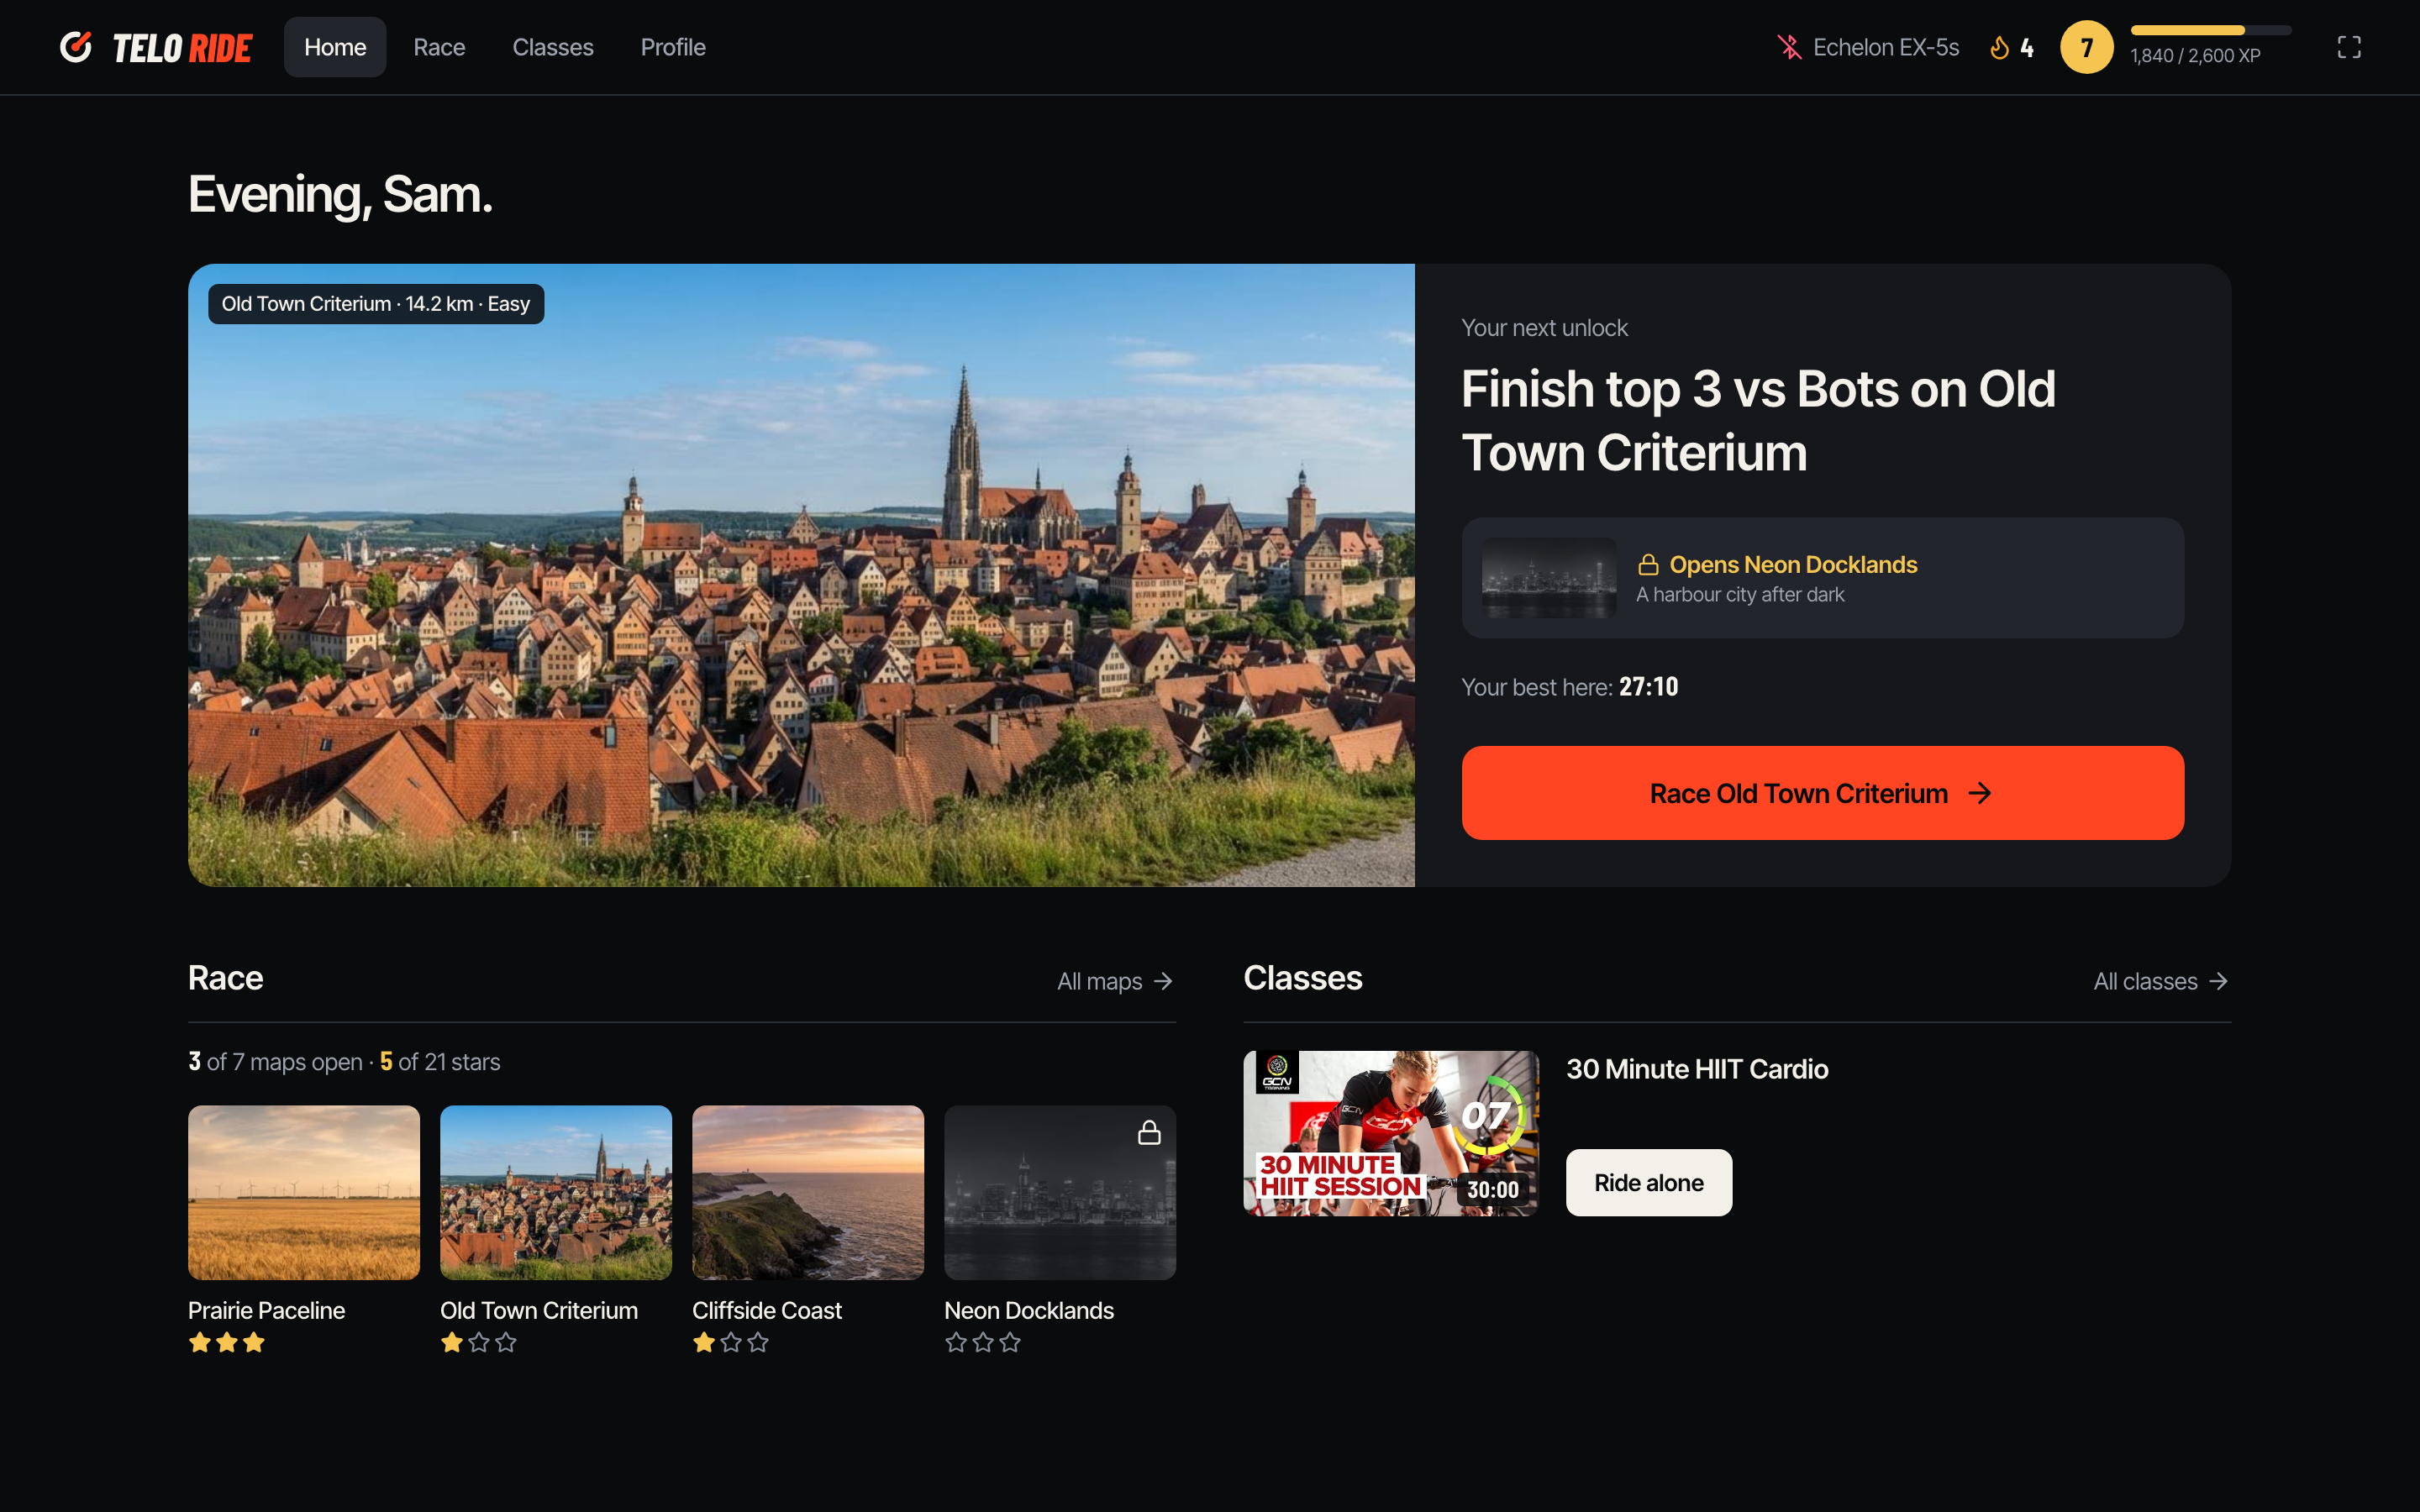 TELO RIDE
Home
Race
Classes
Profile
Echelon EX-5s
4
7
1,840 / 2,600 XP
Evening, Sam.
Old Town Criterium · 14.2 km · Easy
Your next unlock
Finish top 3 vs Bots on Old
Town Criterium
Opens Neon Docklands
A harbour city after dark
Your best here: 27:10
Race Old Town Criterium
Race
All maps
3 of 7 maps open · 5 of 21 stars
Prairie Paceline
Old Town Criterium
Cliffside Coast
Neon Docklands
Classes
All classes
GCN
TRAINING
GCN
07
30 MINUTE
HIIT SESSION
30:00
30 Minute HIIT Cardio
Ride alone